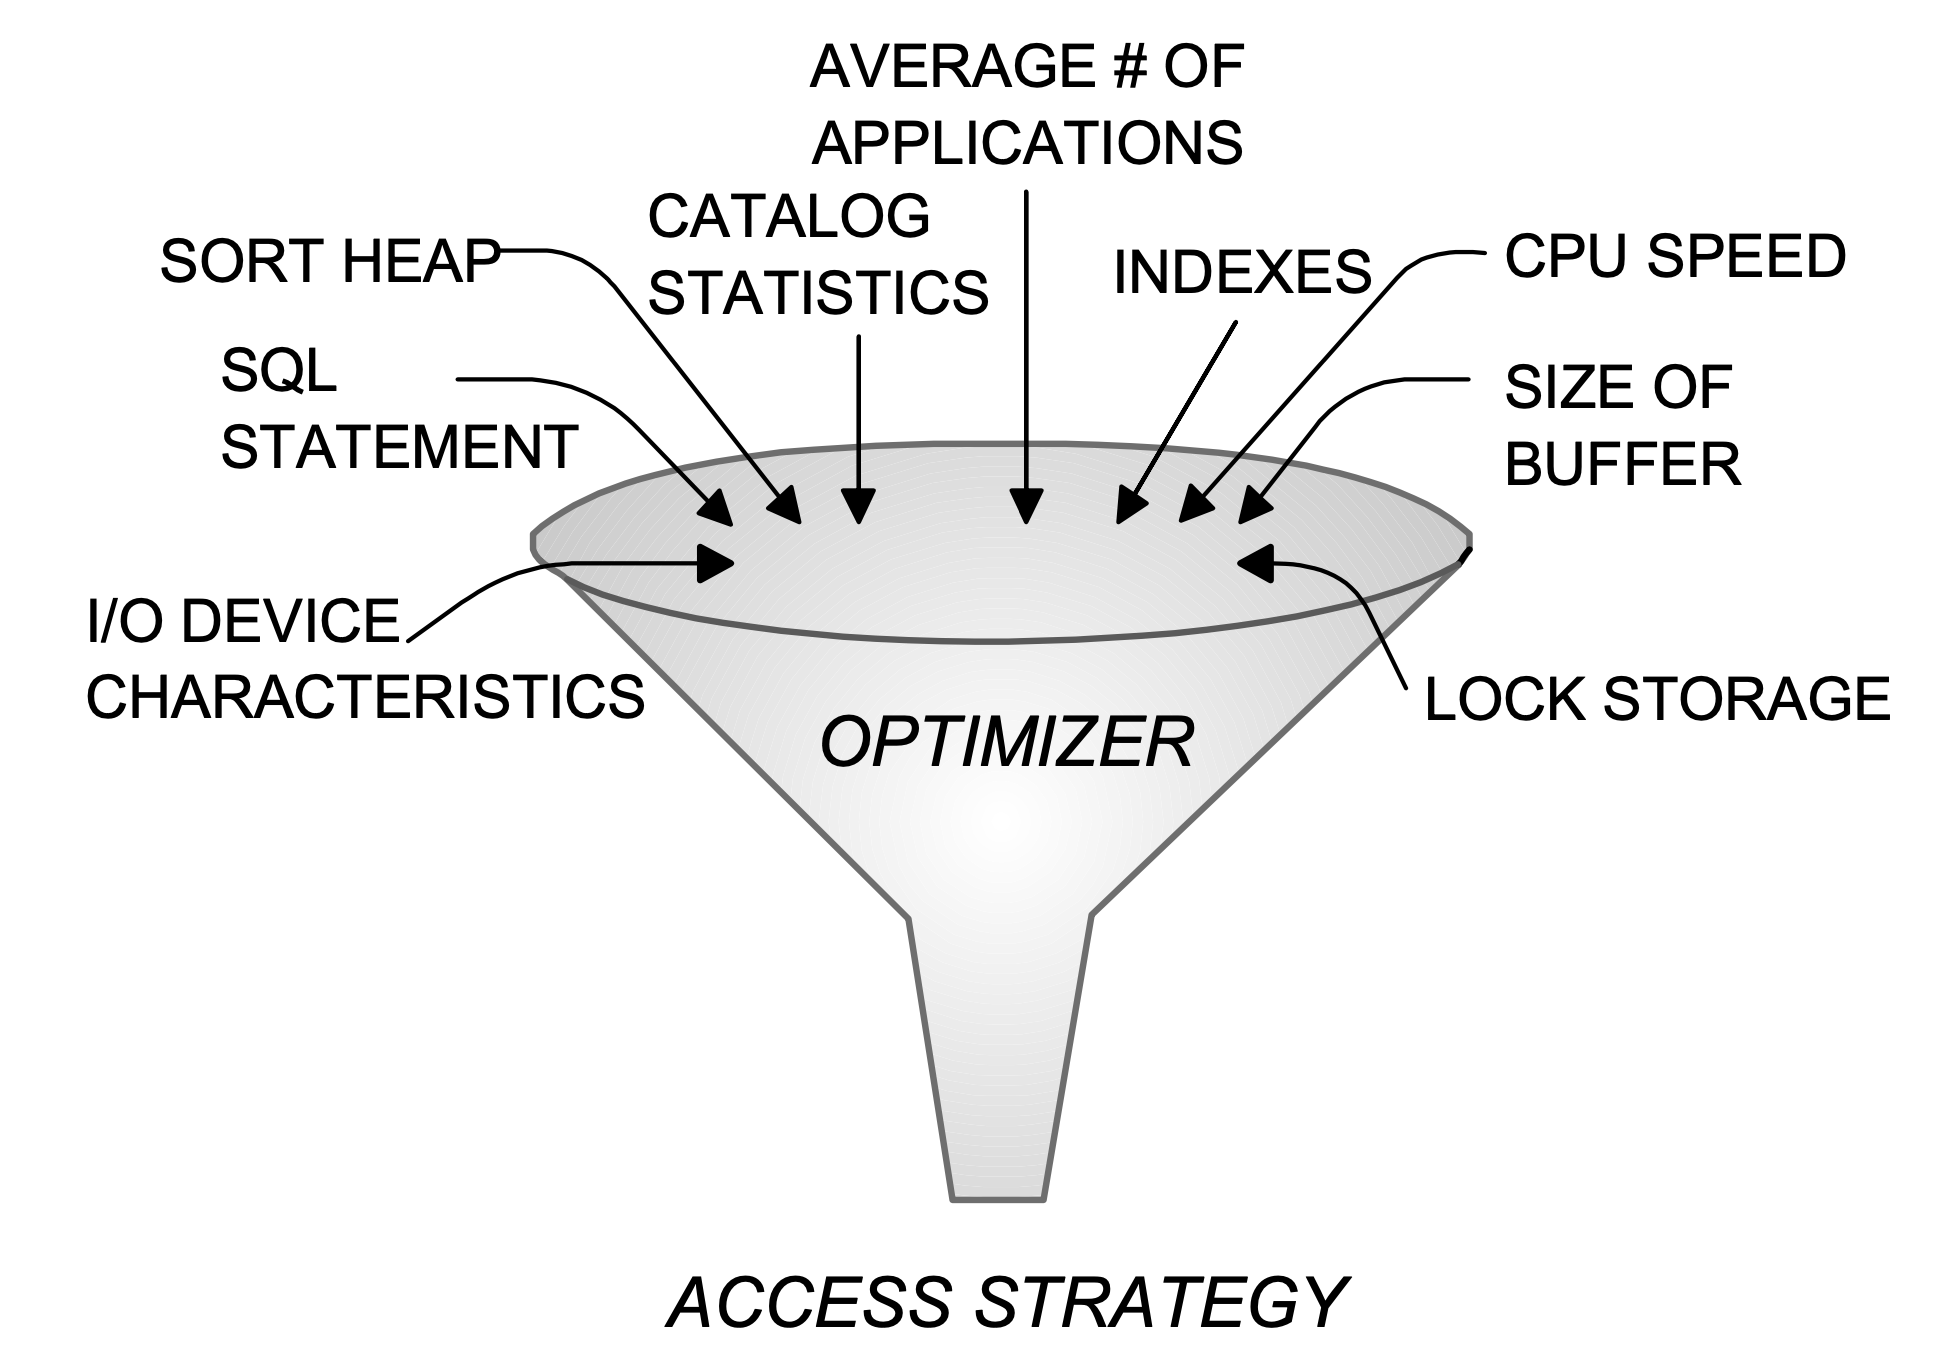 AVERAGE # OF
APPLICATIONS
CATALOG
STATISTICS
SORT HEAP
INDEXES
CPU SPEED
SQL
STATEMENT
SIZE OF
BUFFER
I/O DEVICE
CHARACTERISTICS
LOCK STORAGE
OPTIMIZER
ACCESS STRATEGY